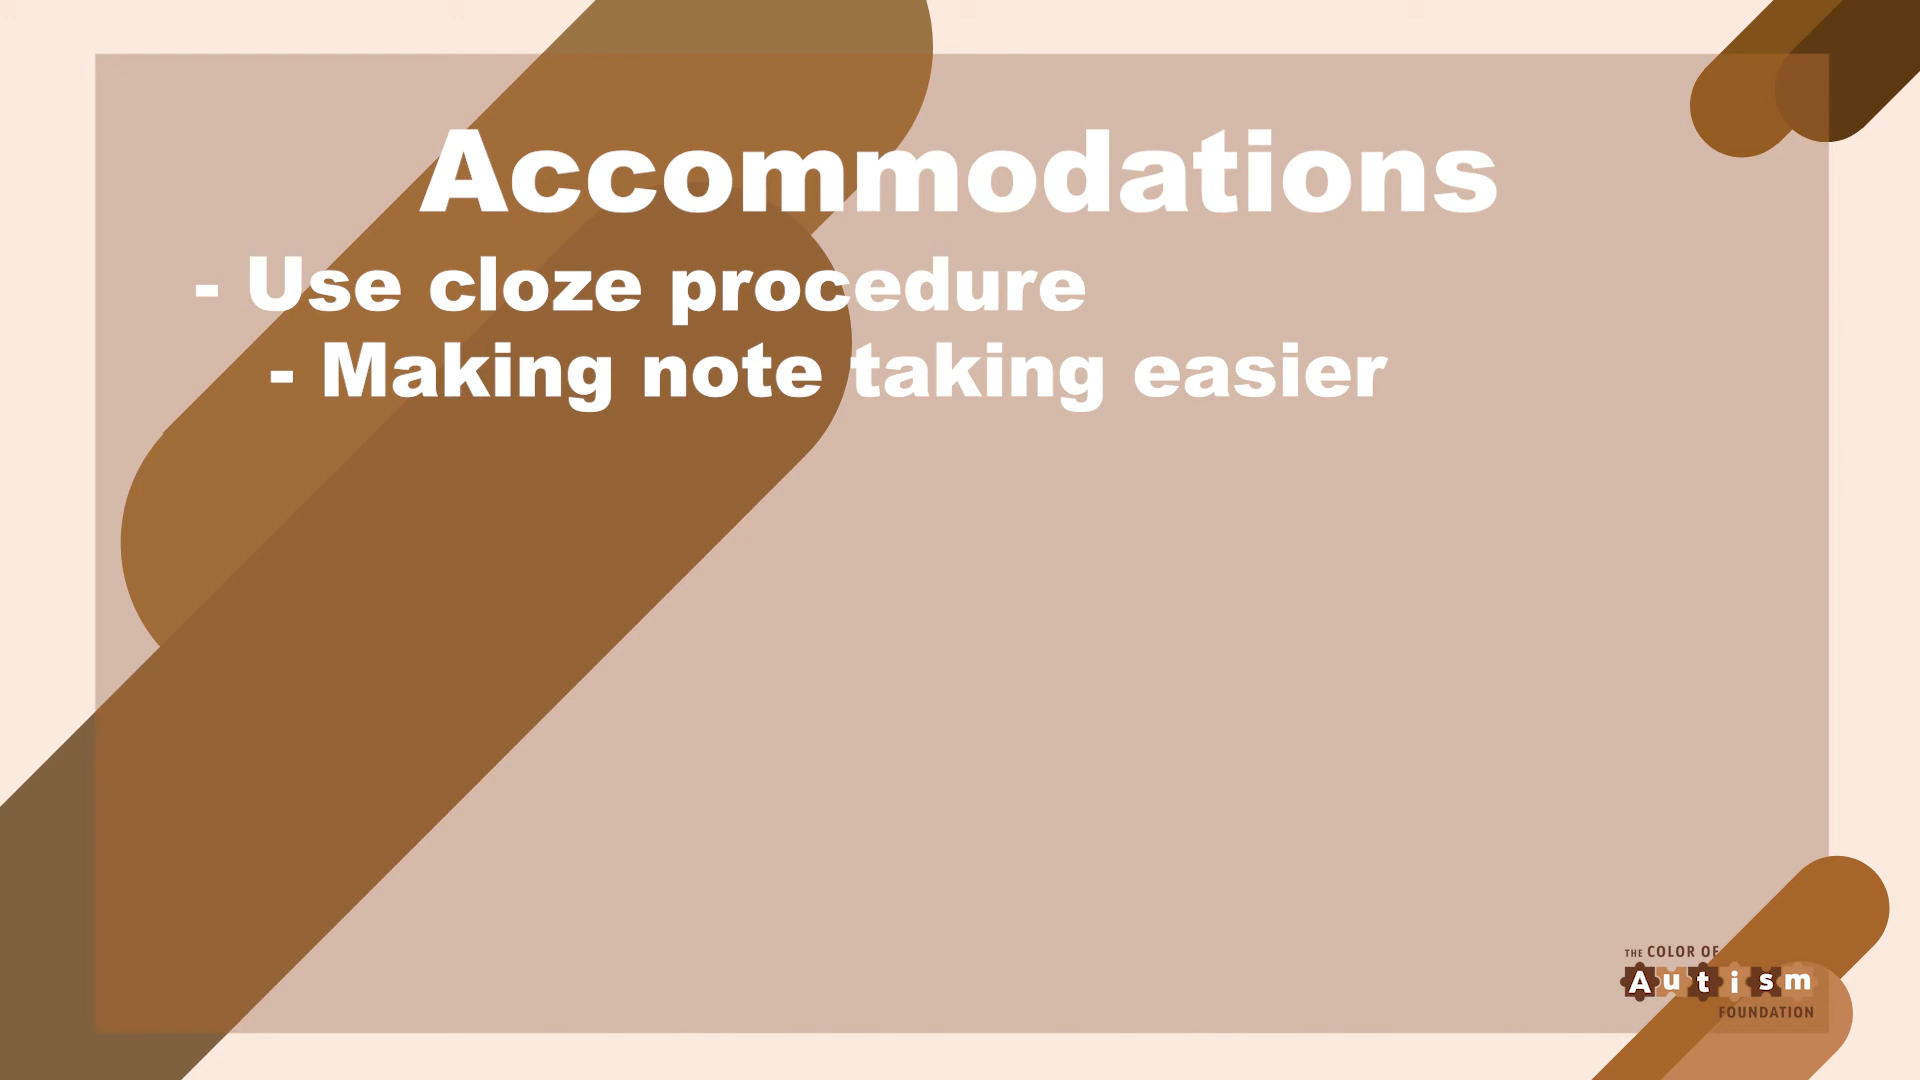 Accommodations
- Use cloze procedure
- Making note taking easier
THE COLOR OF
Autism
FOUNDATION